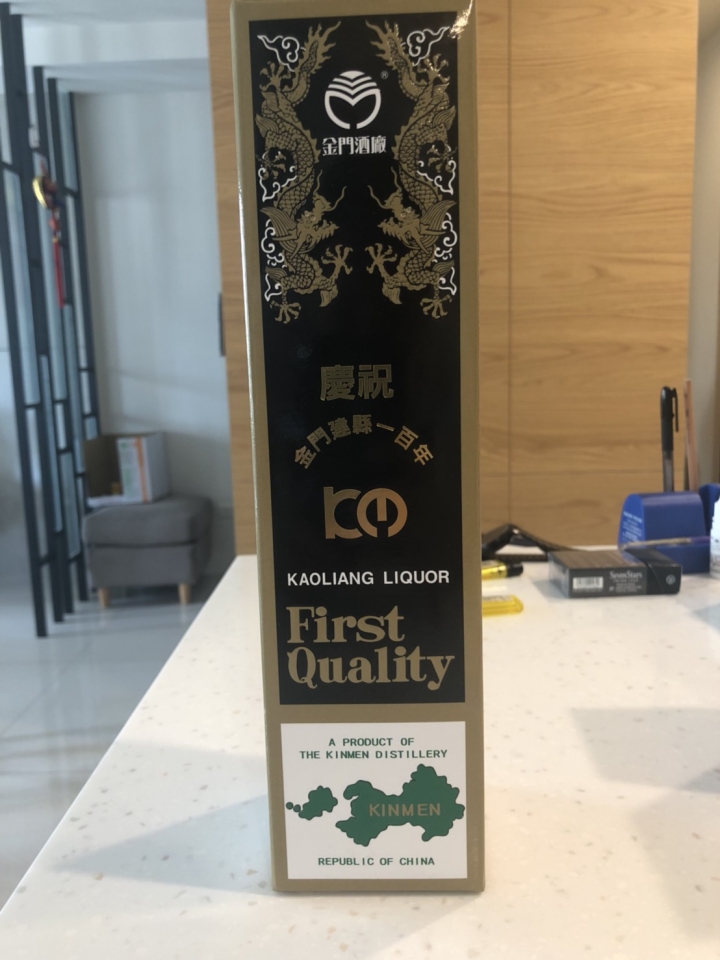 ®
金門酒廠
慶祝
金門建縣一百年
KAOLIANG LIQUOR
First
Quality
A PRODUCT OF
THE KINMEN DISTILLERY
KINMEN
REPUBLIC OF CHINA
SevenStars